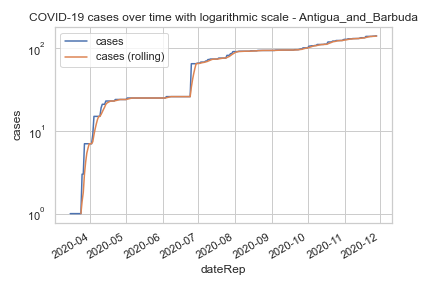 COVID-19 cases over time with logarithmic scale - Antigua_and_Barbuda
cases
cases (rolling)
10²
10¹
10⁰
cases
2020-04
2020-05
2020-06
2020-07
2020-08
2020-09
2020-10
2020-11
2020-12
dateRep